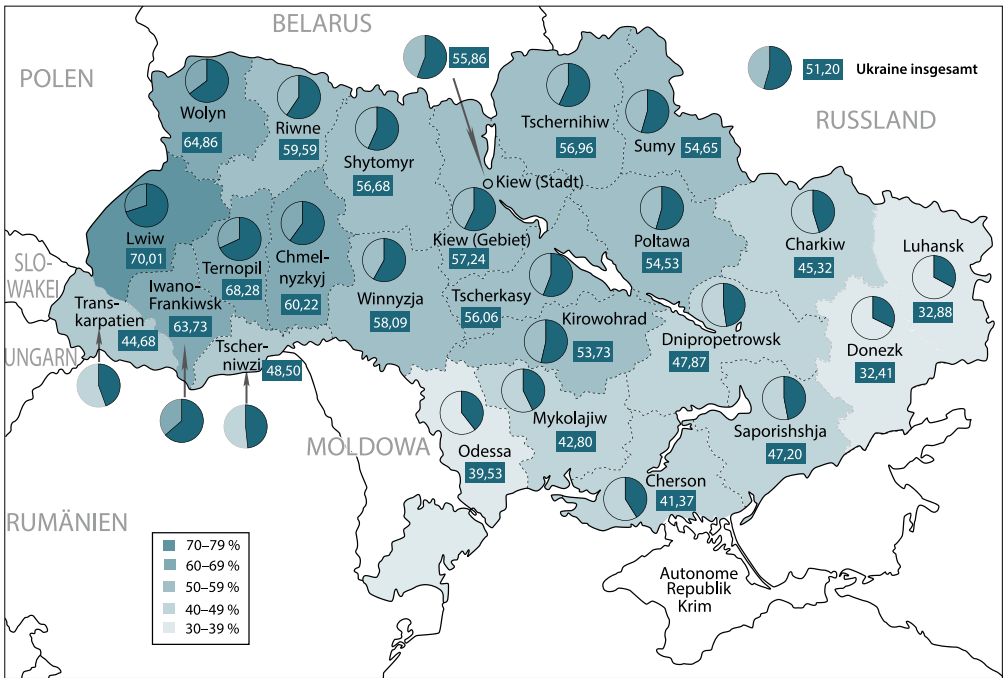 BELARUS
POLEN
55,86
51,20 Ukraine insgesamt
RUSSLAND
Wolyn
64,86
Riwne
59,59
Shytomyr
56,68
Tschernihiw
56,96
Sumy 54,65
Kiew (Stadt)
Lwiw
70,01
Ternopil
68,28
Chmel-
nyzkyj
60,22
Kiew (Gebiet)
57,24
Poltawa
54,53
Charkiw
45,32
Luhansk
32,88
SLO-
WAKEI
Trans-
karpatien
44,68
Iwano-
Frankiwsk
63,73
Winnyzja
58,09
Tscherkasy
56,06
Kirowohrad
53,73
Dnipropetrowsk
47,87
Donezk
32,41
UNGARN
Tscher-
niwzi
48,50
MOLDOWA
Odessa
39,53
Mykolajiw
42,80
Saporishshja
47,20
Cherson
41,37
RUMÄNIEN
70–79 %
60–69 %
50–59 %
40–49 %
30–39 %
Autonome
Republik
Krim